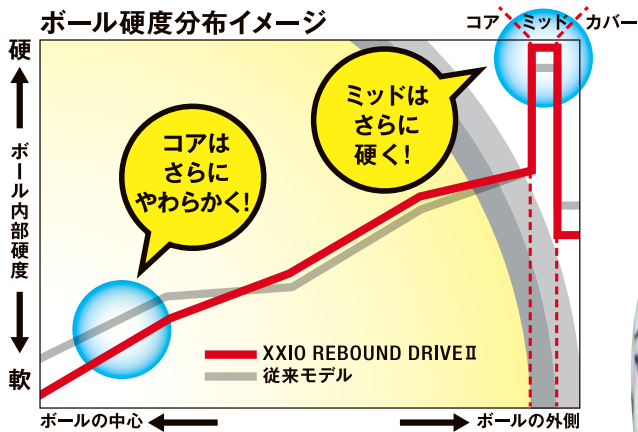 ボール硬度分布イメージ
コア ミッド カバー
硬
ボール内部硬度
軟
コアは
さらに
やわらかく!
ミッドは
さらに
硬く!
XXIO REBOUND DRIVEⅡ
従来モデル
ボールの中心
ボールの外側